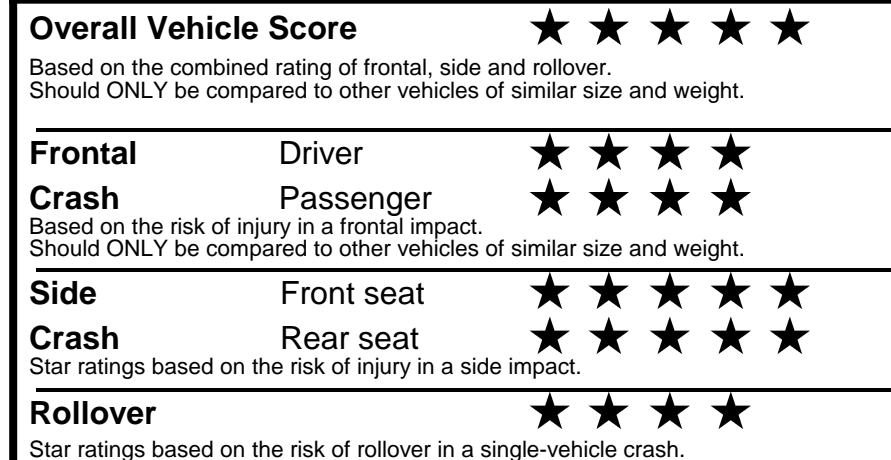 Overall Vehicle Score ★ ★ ★ ★ ★
Based on the combined rating of frontal, side and rollover.
Should ONLY be compared to other vehicles of similar size and weight.
Frontal Driver ★ ★ ★ ★
Crash Passenger ★ ★ ★ ★
Based on the risk of injury in a frontal impact.
Should ONLY be compared to other vehicles of similar size and weight.
Side Front seat ★ ★ ★ ★ ★
Crash Rear seat ★ ★ ★ ★ ★
Star ratings based on the risk of injury in a side impact.
Rollover ★ ★ ★ ★
Star ratings based on the risk of rollover in a single-vehicle crash.